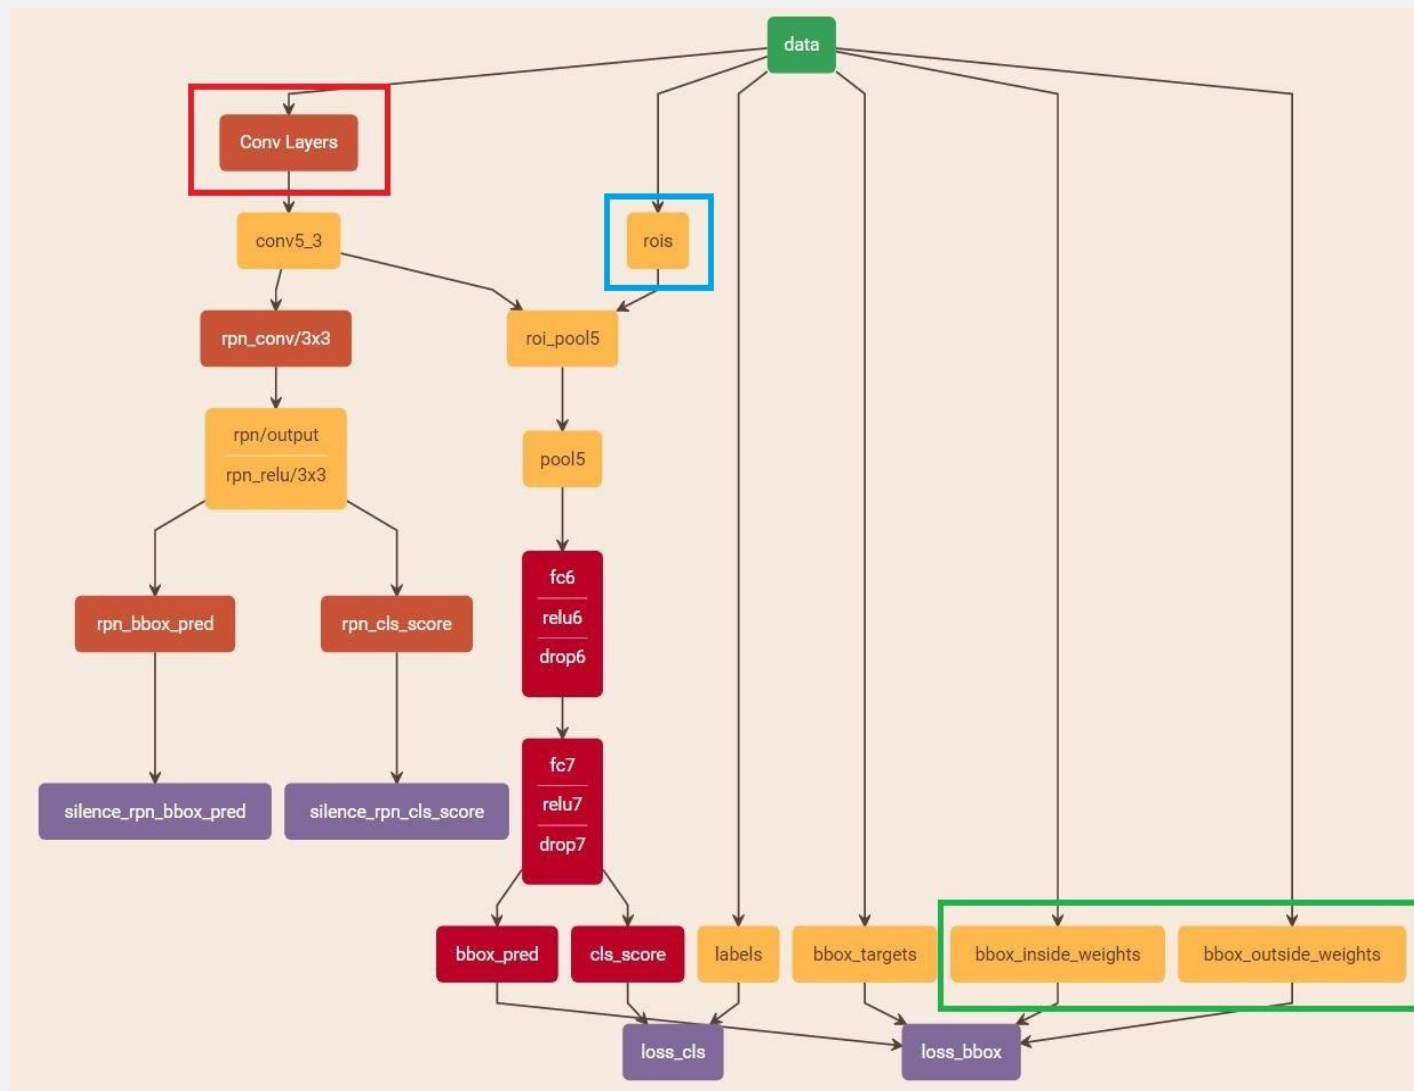 data
Conv Layers
conv5_3
rois
rpn_conv/3x3
roi_pool5
rpn/output
rpn_relu/3x3
pool5
fc6
relu6
drop6
rpn_bbox_pred
rpn_cls_score
fc7
relu7
drop7
silence_rpn_bbox_pred
silence_rpn_cls_score
bbox_pred
cls_score
labels
bbox_targets
bbox_inside_weights
bbox_outside_weights
loss_cls
loss_bbox